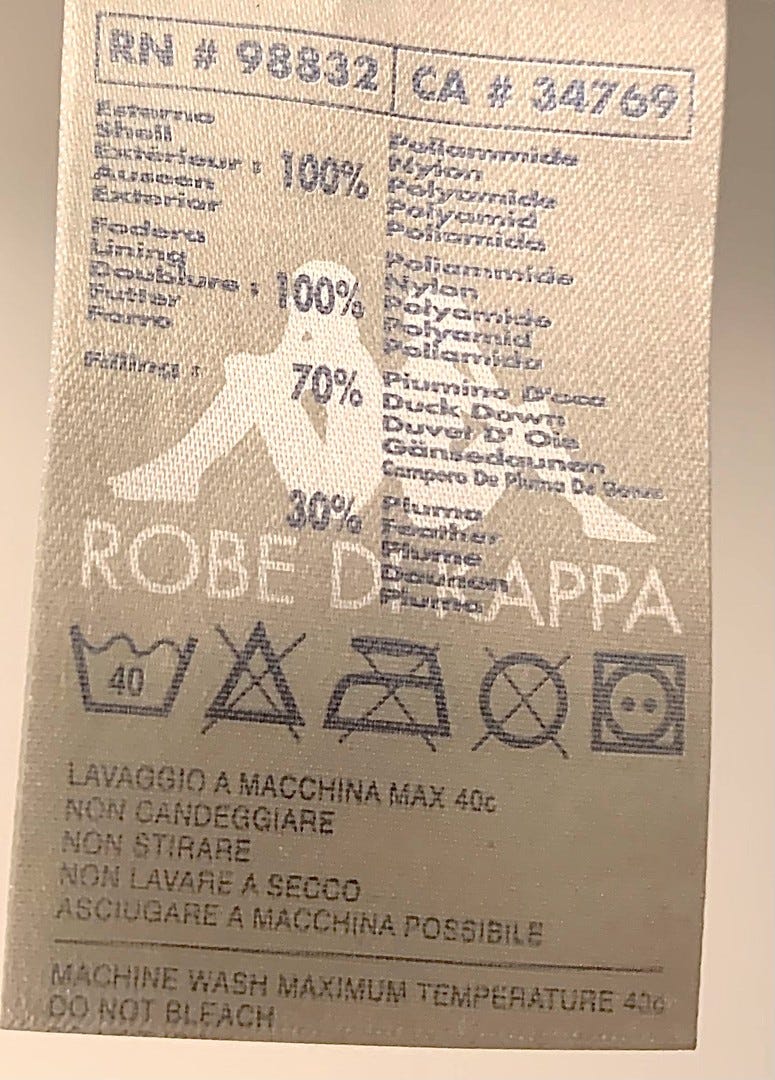 RN # 98832 CA # 34769
Esterno
Shell
Extérieur : 100%
Aussen
Exterior
Poliammide
Nylon
Polyamide
Polyamid
Poliamida
Fodera
Lining
Doublure : 100%
Futter
Forro
Poliammide
Nylon
Polyamide
Polyamid
Poliamida
Filling : 70%
Piumino D'oca
Duck Down
Duvet D' Oie
Gänsedaunen
De Pluma De
30%
Piuma
Feather
Plume
Daunen
Pluma
ROBE DI KAPPA
40
LAVAGGIO A MACCHINA MAX 40c
NON CANDEGGIARE
NON STIRARE
NON LAVARE A SECCO
ASCIUGARE A MACCHINA POSSIBILE
MACHINE WASH MAXIMUM TEMPERATURE 40c
DO NOT BLEACH